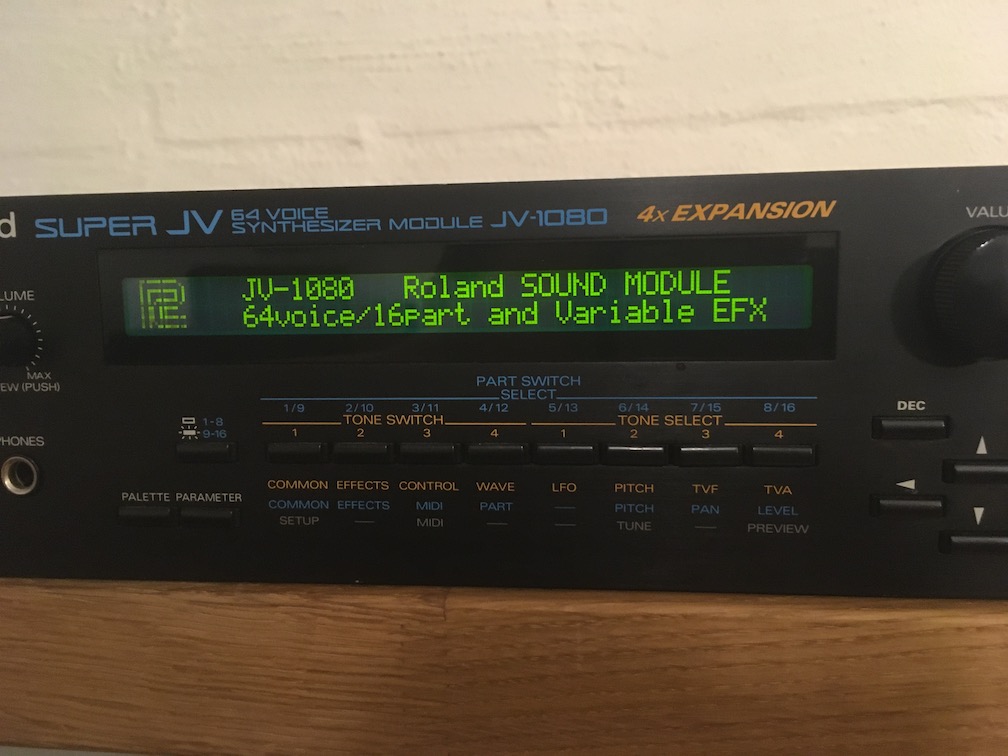 d SUPER JV 64 VOICE
SYNTHESIZER MODULE JV-1080 4x EXPANSION
VALU
JV-1080 Roland SOUND MODULE
64voice/16part and Variable EFX
LUME
MAX
EW (PUSH)
PART SWITCH
SELECT
1/9 2/10 3/11 4/12 5/13 6/14 7/15 8/16
TONE SWITCH TONE SELECT
1 2 3 4 1 2 3 4
1-8
9-16
DEC
HONES
PALETTE PARAMETER
COMMON EFFECTS CONTROL WAVE LFO PITCH TVF TVA
COMMON EFFECTS MIDI PART — PITCH PAN LEVEL
SETUP — MIDI — — TUNE — PREVIEW